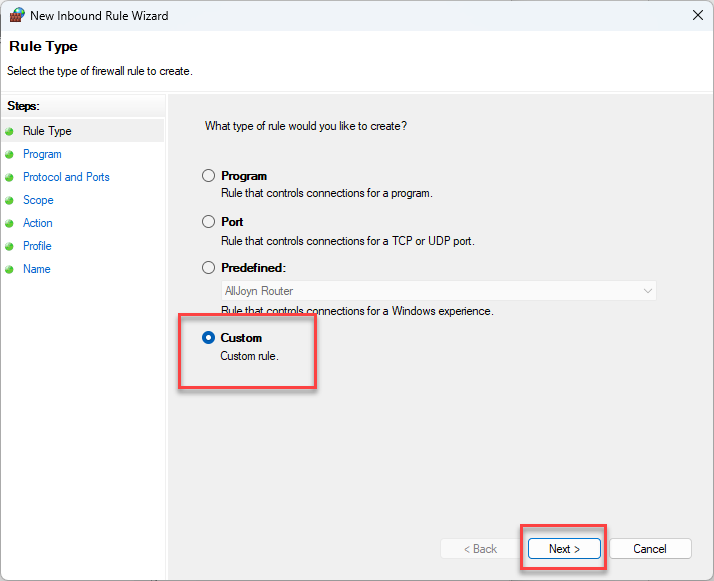 New Inbound Rule Wizard
Rule Type
Select the type of firewall rule to create.
Steps:
Rule Type
Program
Protocol and Ports
Scope
Action
Profile
Name
What type of rule would you like to create?
Program
Rule that controls connections for a program.
Port
Rule that controls connections for a TCP or UDP port.
Predefined:
AllJoyn Router
Rule that controls connections for a Windows experience.
Custom
Custom rule.
< Back
Next >
Cancel